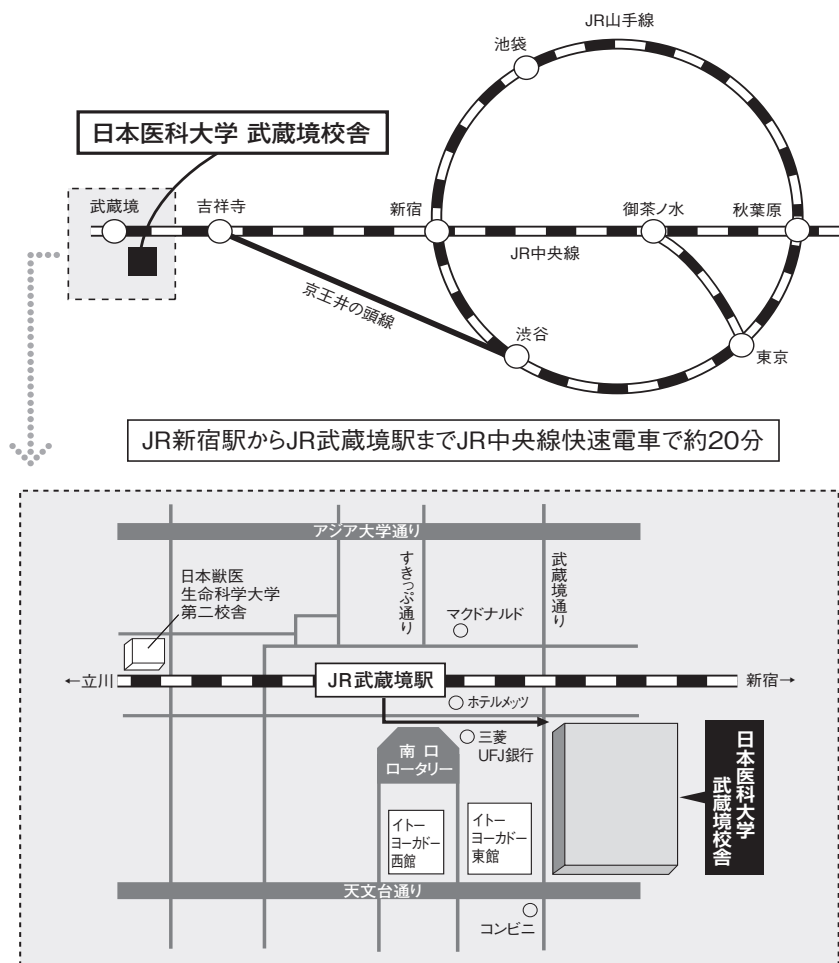 JR山手線
池袋
日本医科大学 武蔵境校舎
武蔵境
吉祥寺
新宿
御茶ノ水
秋葉原
JR中央線
京王井の頭線
渋谷
東京
JR新宿駅からJR武蔵境駅までJR中央線快速電車で約20分
アジア大学通り
日本獣医
生命科学大学
第二校舎
すきっぷ通り
武蔵境通り
マクドナルド
←立川
JR武蔵境駅
新宿→
ホテルメッツ
三菱
UFJ銀行
南 口
ロータリー
日本医科大学
武蔵境校舎
イトー
ヨーカドー
西館
イトー
ヨーカドー
東館
天文台通り
コンビニ